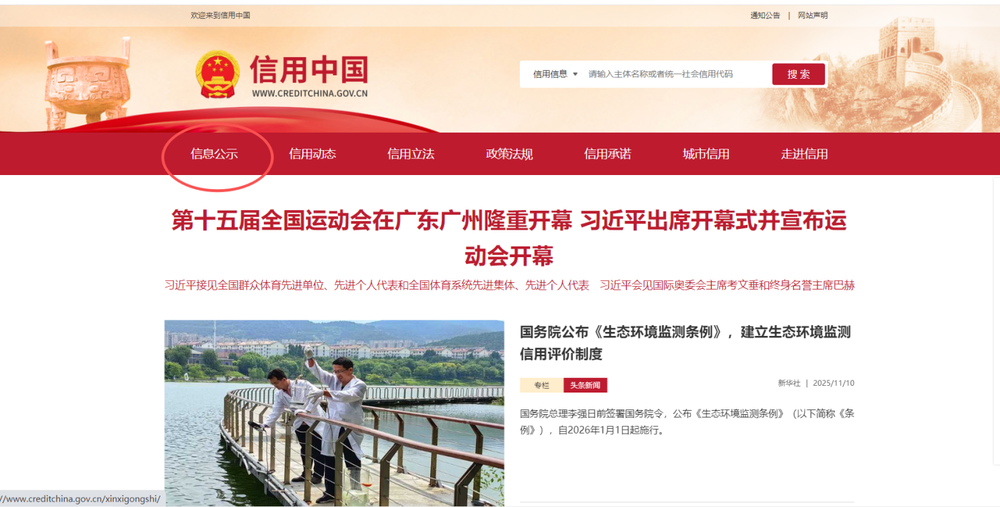 欢迎来到信用中国
通知公告 | 网站声明
信用中国
WWW.CREDITCHINA.GOV.CN
信用信息 请输入主体名称或者统一社会信用代码 搜索
信息公示 信用动态 信用立法 政策法规 信用承诺 城市信用 走进信用
第十五届全国运动会在广东广州隆重开幕 习近平出席开幕式并宣布运
动会开幕
习近平接见全国群众体育先进单位、先进个人代表和全国体育系统先进集体、先进个人代表 习近平会见国际奥委会主席考文垂和终身名誉主席巴赫
国务院公布《生态环境监测条例》，建立生态环境监测
信用评价制度
专栏 头条新闻 新华社 | 2025/11/10
国务院总理李强日前签署国务院令，公布《生态环境监测条例》（以下简称《条
例》），自2026年1月1日起施行。
//www.creditchina.gov.cn/xinxigongshi/